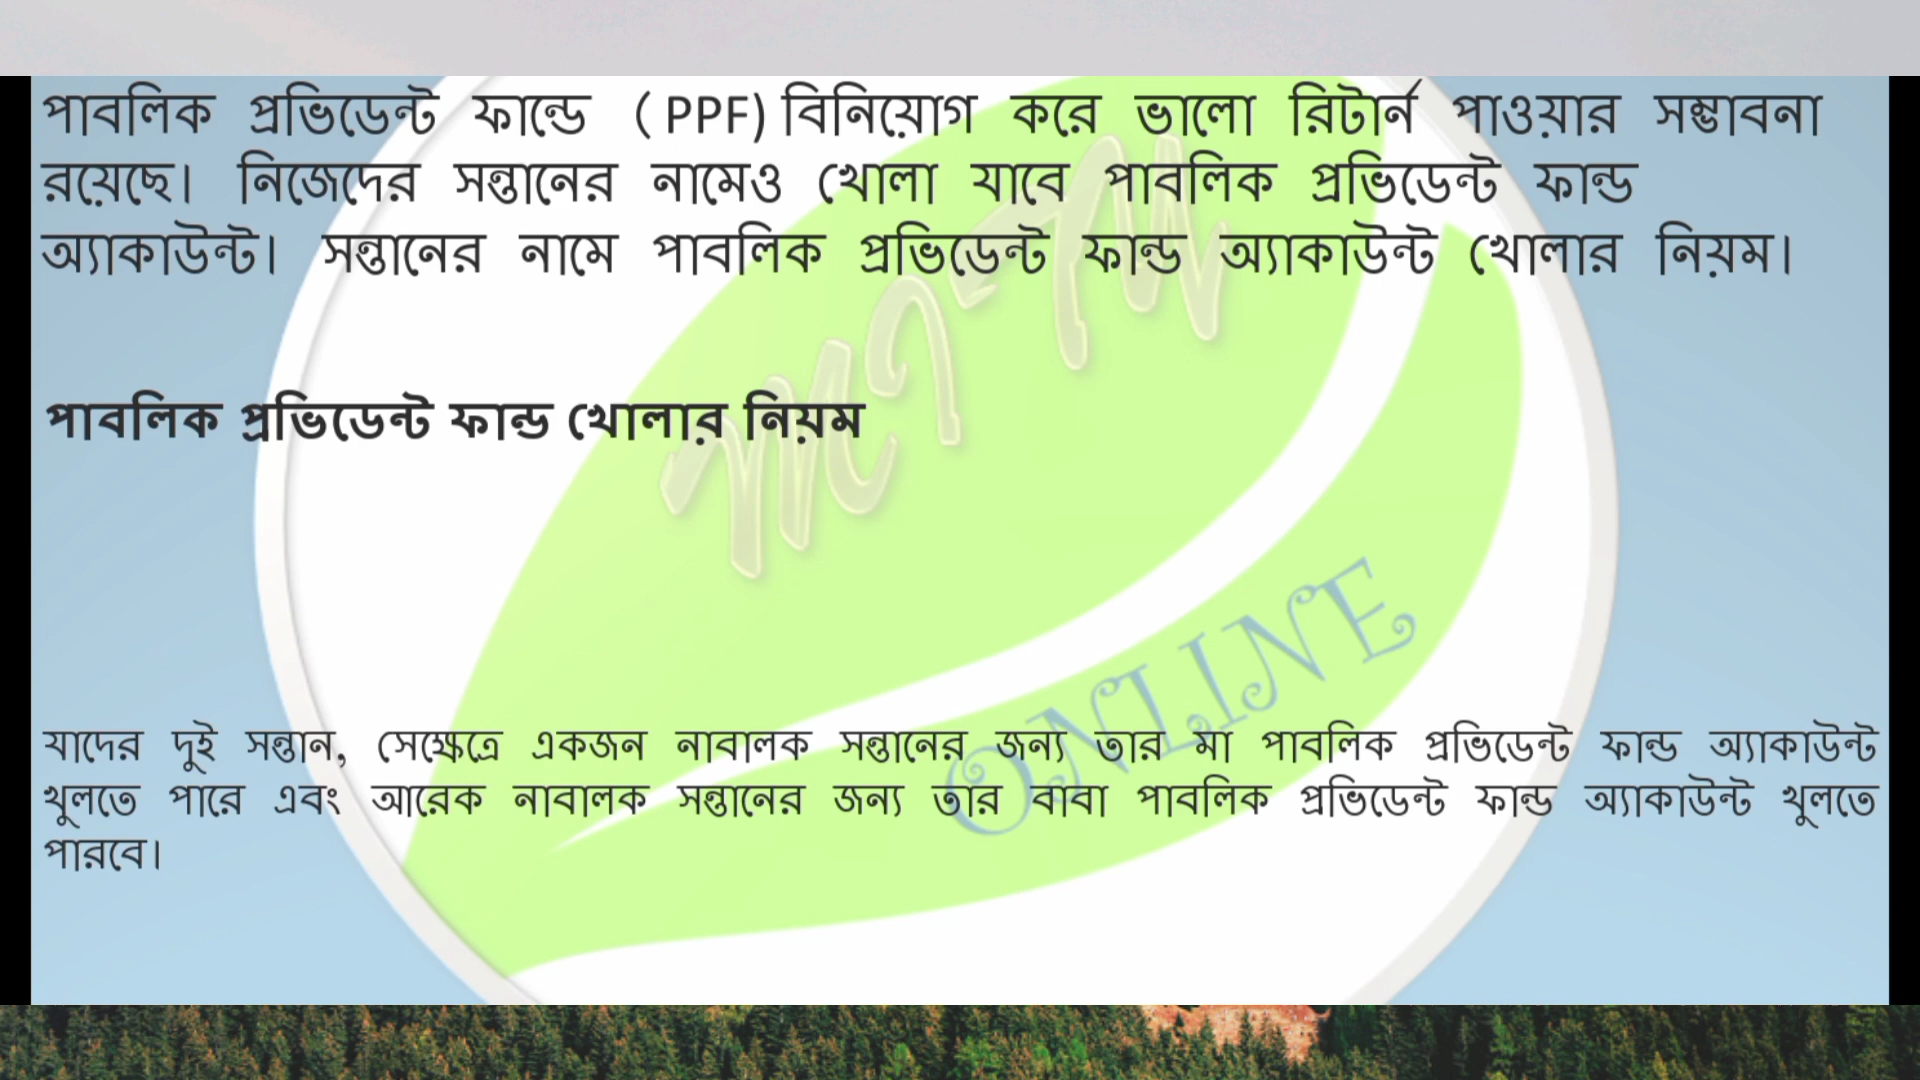 পাবলিক প্রভিডেন্ট ফান্ডে (PPF) বিনিয়োগ করে ভালো রিটার্ন পাওয়ার সম্ভাবনা
রয়েছে। নিজেদের সন্তানের নামেও খোলা যাবে পাবলিক প্রভিডেন্ট ফান্ড
অ্যাকাউন্ট। সন্তানের নামে পাবলিক প্রভিডেন্ট ফান্ড অ্যাকাউন্ট খোলার নিয়ম।
পাবলিক প্রভিডেন্ট ফান্ড খোলার নিয়ম
ONLINE
যাদের দুই সন্তান, সেক্ষেত্রে একজন নাবালক সন্তানের জন্য তার মা পাবলিক প্রভিডেন্ট ফান্ড অ্যাকাউন্ট
খুলতে পারে এবং আরেক নাবালক সন্তানের জন্য তার বাবা পাবলিক প্রভিডেন্ট ফান্ড অ্যাকাউন্ট খুলতে
পারবে।